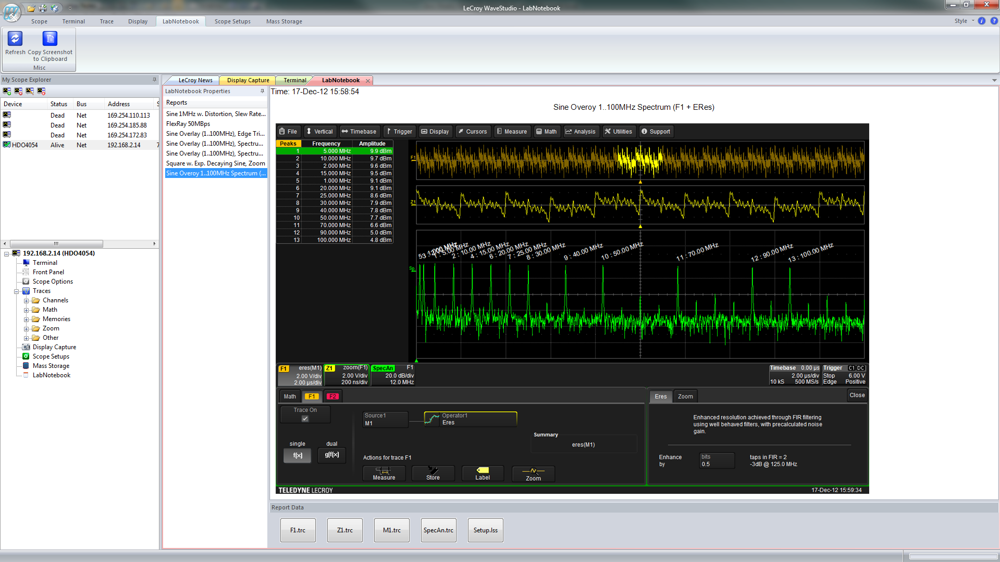 LeCroy WaveStudio - LabNotebook
Scope Terminal Trace Display LabNotebook Scope Setups Mass Storage
Style
Refresh Copy Screenshot to Clipboard
Misc
My Scope Explorer
Device Status Bus Address S
Dead Net 169.254.110.113
Dead Net 169.254.185.88
Dead Net 169.254.172.83
HDO4054 Alive Net 192.168.2.14 7
192.168.2.14 (HDO4054)
Terminal
Front Panel
Scope Options
Traces
Channels
Math
Memories
Zoom
Other
Display Capture
Scope Setups
Mass Storage
LabNotebook
LeCroy News Display Capture Terminal LabNotebook
LabNotebook Properties
Reports
Sine 1MHz w. Distortion, Slew Rate...
FlexRay 50MBps
Sine Overlay (1..100MHz), Edge Tri...
Sine Overlay (1..100MHz), Spectru...
Sine Overlay (1..100MHz), Spectru...
Square w. Exp. Decaying Sine, Zoom
Sine Overoy 1..100MHz Spectrum (...
Time: 17-Dec-12 15:58:54
Sine Overoy 1..100MHz Spectrum (F1 + ERes)
File Vertical Timebase Trigger Display Cursors Measure Math Analysis Utilities Support
Peaks Frequency Amplitude
1 5.000 MHz 9.9 dBm
2 10.000 MHz 9.7 dBm
3 2.000 MHz 9.6 dBm
4 15.000 MHz 9.5 dBm
5 1.000 MHz 9.1 dBm
6 20.000 MHz 9.1 dBm
7 25.000 MHz 8.6 dBm
8 30.000 MHz 7.9 dBm
9 40.000 MHz 7.8 dBm
10 50.000 MHz 7.7 dBm
11 70.000 MHz 6.6 dBm
12 90.000 MHz 5.0 dBm
13 100.000 MHz 4.8 dBm
F1
Z1
Sp
1 : 5.00 MHz
2 : 10.00 MHz
4 : 15.00 MHz
6 : 20.00 MHz
7 : 25.00 MHz
8 : 30.00 MHz
9 : 40.00 MHz
10 : 50.00 MHz
11 : 70.00 MHz
12 : 90.00 MHz
13 : 100.00 MHz
F1 eres(M1)
2.00 V/div
2.00 µs/div
Z1 zoom(F1)
2.00 V/div
200 ns/div
SpecAn F1
20.0 dB/div
12.0 MHz
Timebase 0.00 µs
2.00 µs/div
10 kS 500 MS/s
Trigger C1 DC
Stop 6.00 V
Edge Positive
Math F1 F2
Trace On
single dual
f(x) g(f(x)
Source1
M1
Operator1
Eres
Summary
eres(M1)
Actions for trace F1
Measure Store Label Zoom
Eres Zoom Close
Enhanced resolution achieved through FIR filtering
using well behaved filters, with precalculated noise
gain.
Enhance
by
bits
0.5
taps in FIR = 2
-3dB @ 125.0 MHz
TELEDYNE LECROY 17-Dec-12 15:59:34
Report Data
F1.trc Z1.trc M1.trc SpecAn.trc Setup.lss